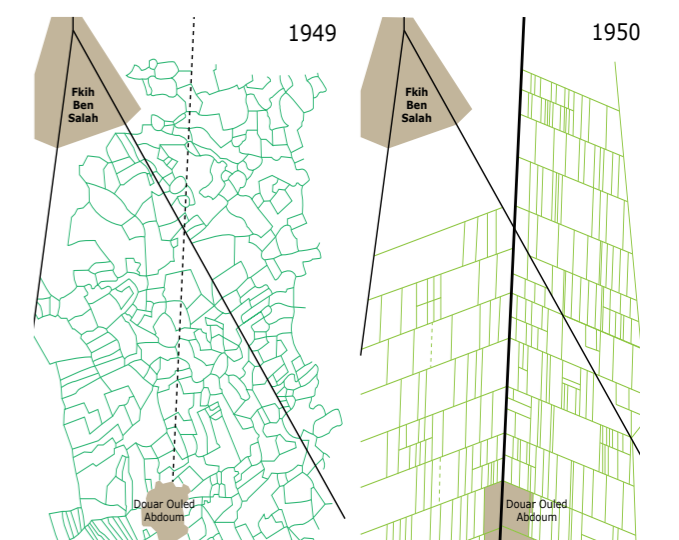 1949
Fkih
Ben
Salah
Douar Ouled
Abdoum
1950
Fkih
Ben
Salah
Douar Ouled
Abdoum